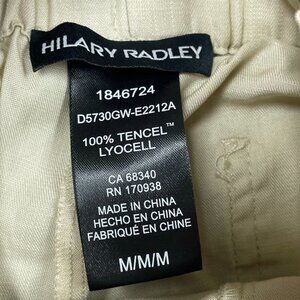 HILARY RADLEY
1846724
D5730GW-E2212A
100% TENCEL™
LYOCELL
CA 68340
RN 170938
MADE IN CHINA
HECHO EN CHINA
FABRIQUÉ EN CHINE
M/M/M